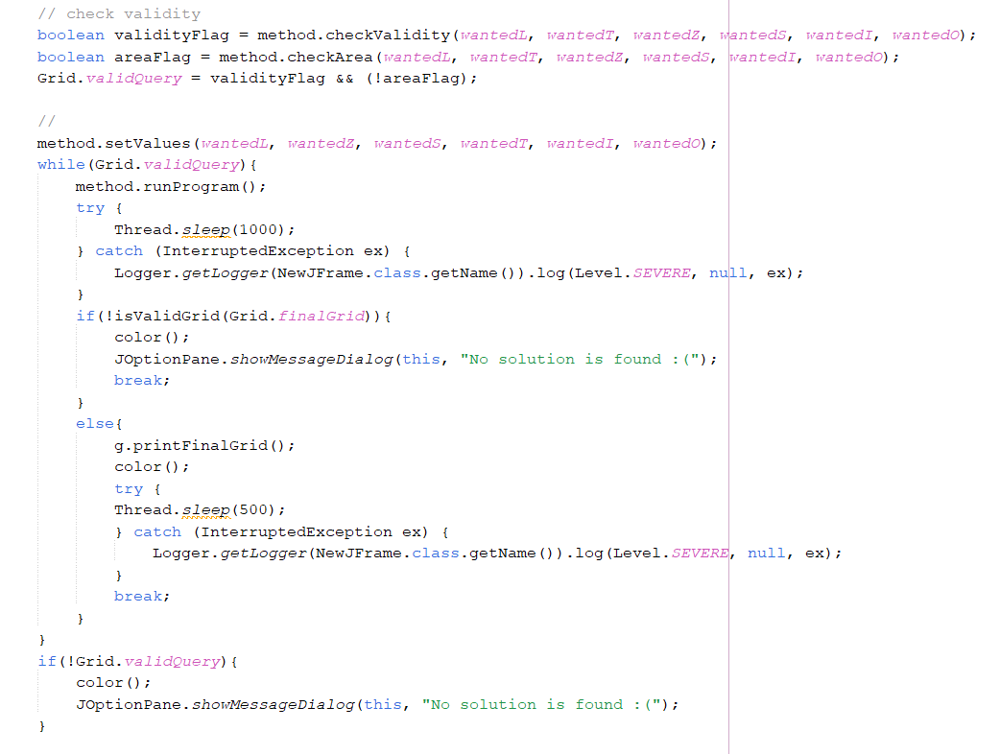 // check validity
boolean validityFlag = method.checkValidity(wantedL, wantedT, wantedZ, wantedS, wantedI, wantedO);
boolean areaFlag = method.checkArea(wantedL, wantedT, wantedZ, wantedS, wantedI, wantedO);
Grid.validQuery = validityFlag && (!areaFlag);
//
method.setValues(wantedL, wantedZ, wantedS, wantedT, wantedI, wantedO);
while(Grid.validQuery){
method.runProgram();
try {
Thread.sleep(1000);
} catch (InterruptedException ex) {
Logger.getLogger(NewJFrame.class.getName()).log(Level.SEVERE, null, ex);
}
if(!isValidGrid(Grid.finalGrid)){
color();
JOptionPane.showMessageDialog(this, "No solution is found :(");
break;
}
else{
g.printFinalGrid();
color();
try {
Thread.sleep(500);
} catch (InterruptedException ex) {
Logger.getLogger(NewJFrame.class.getName()).log(Level.SEVERE, null, ex);
}
break;
}
}
if(!Grid.validQuery){
color();
JOptionPane.showMessageDialog(this, "No solution is found :(");
}